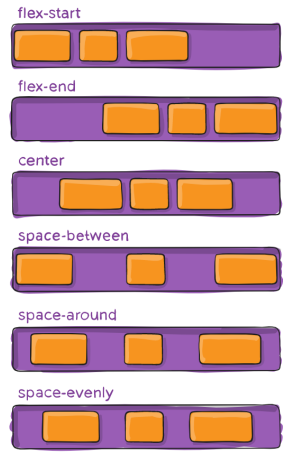 flex-start
flex-end
center
space-between
space-around
space-evenly